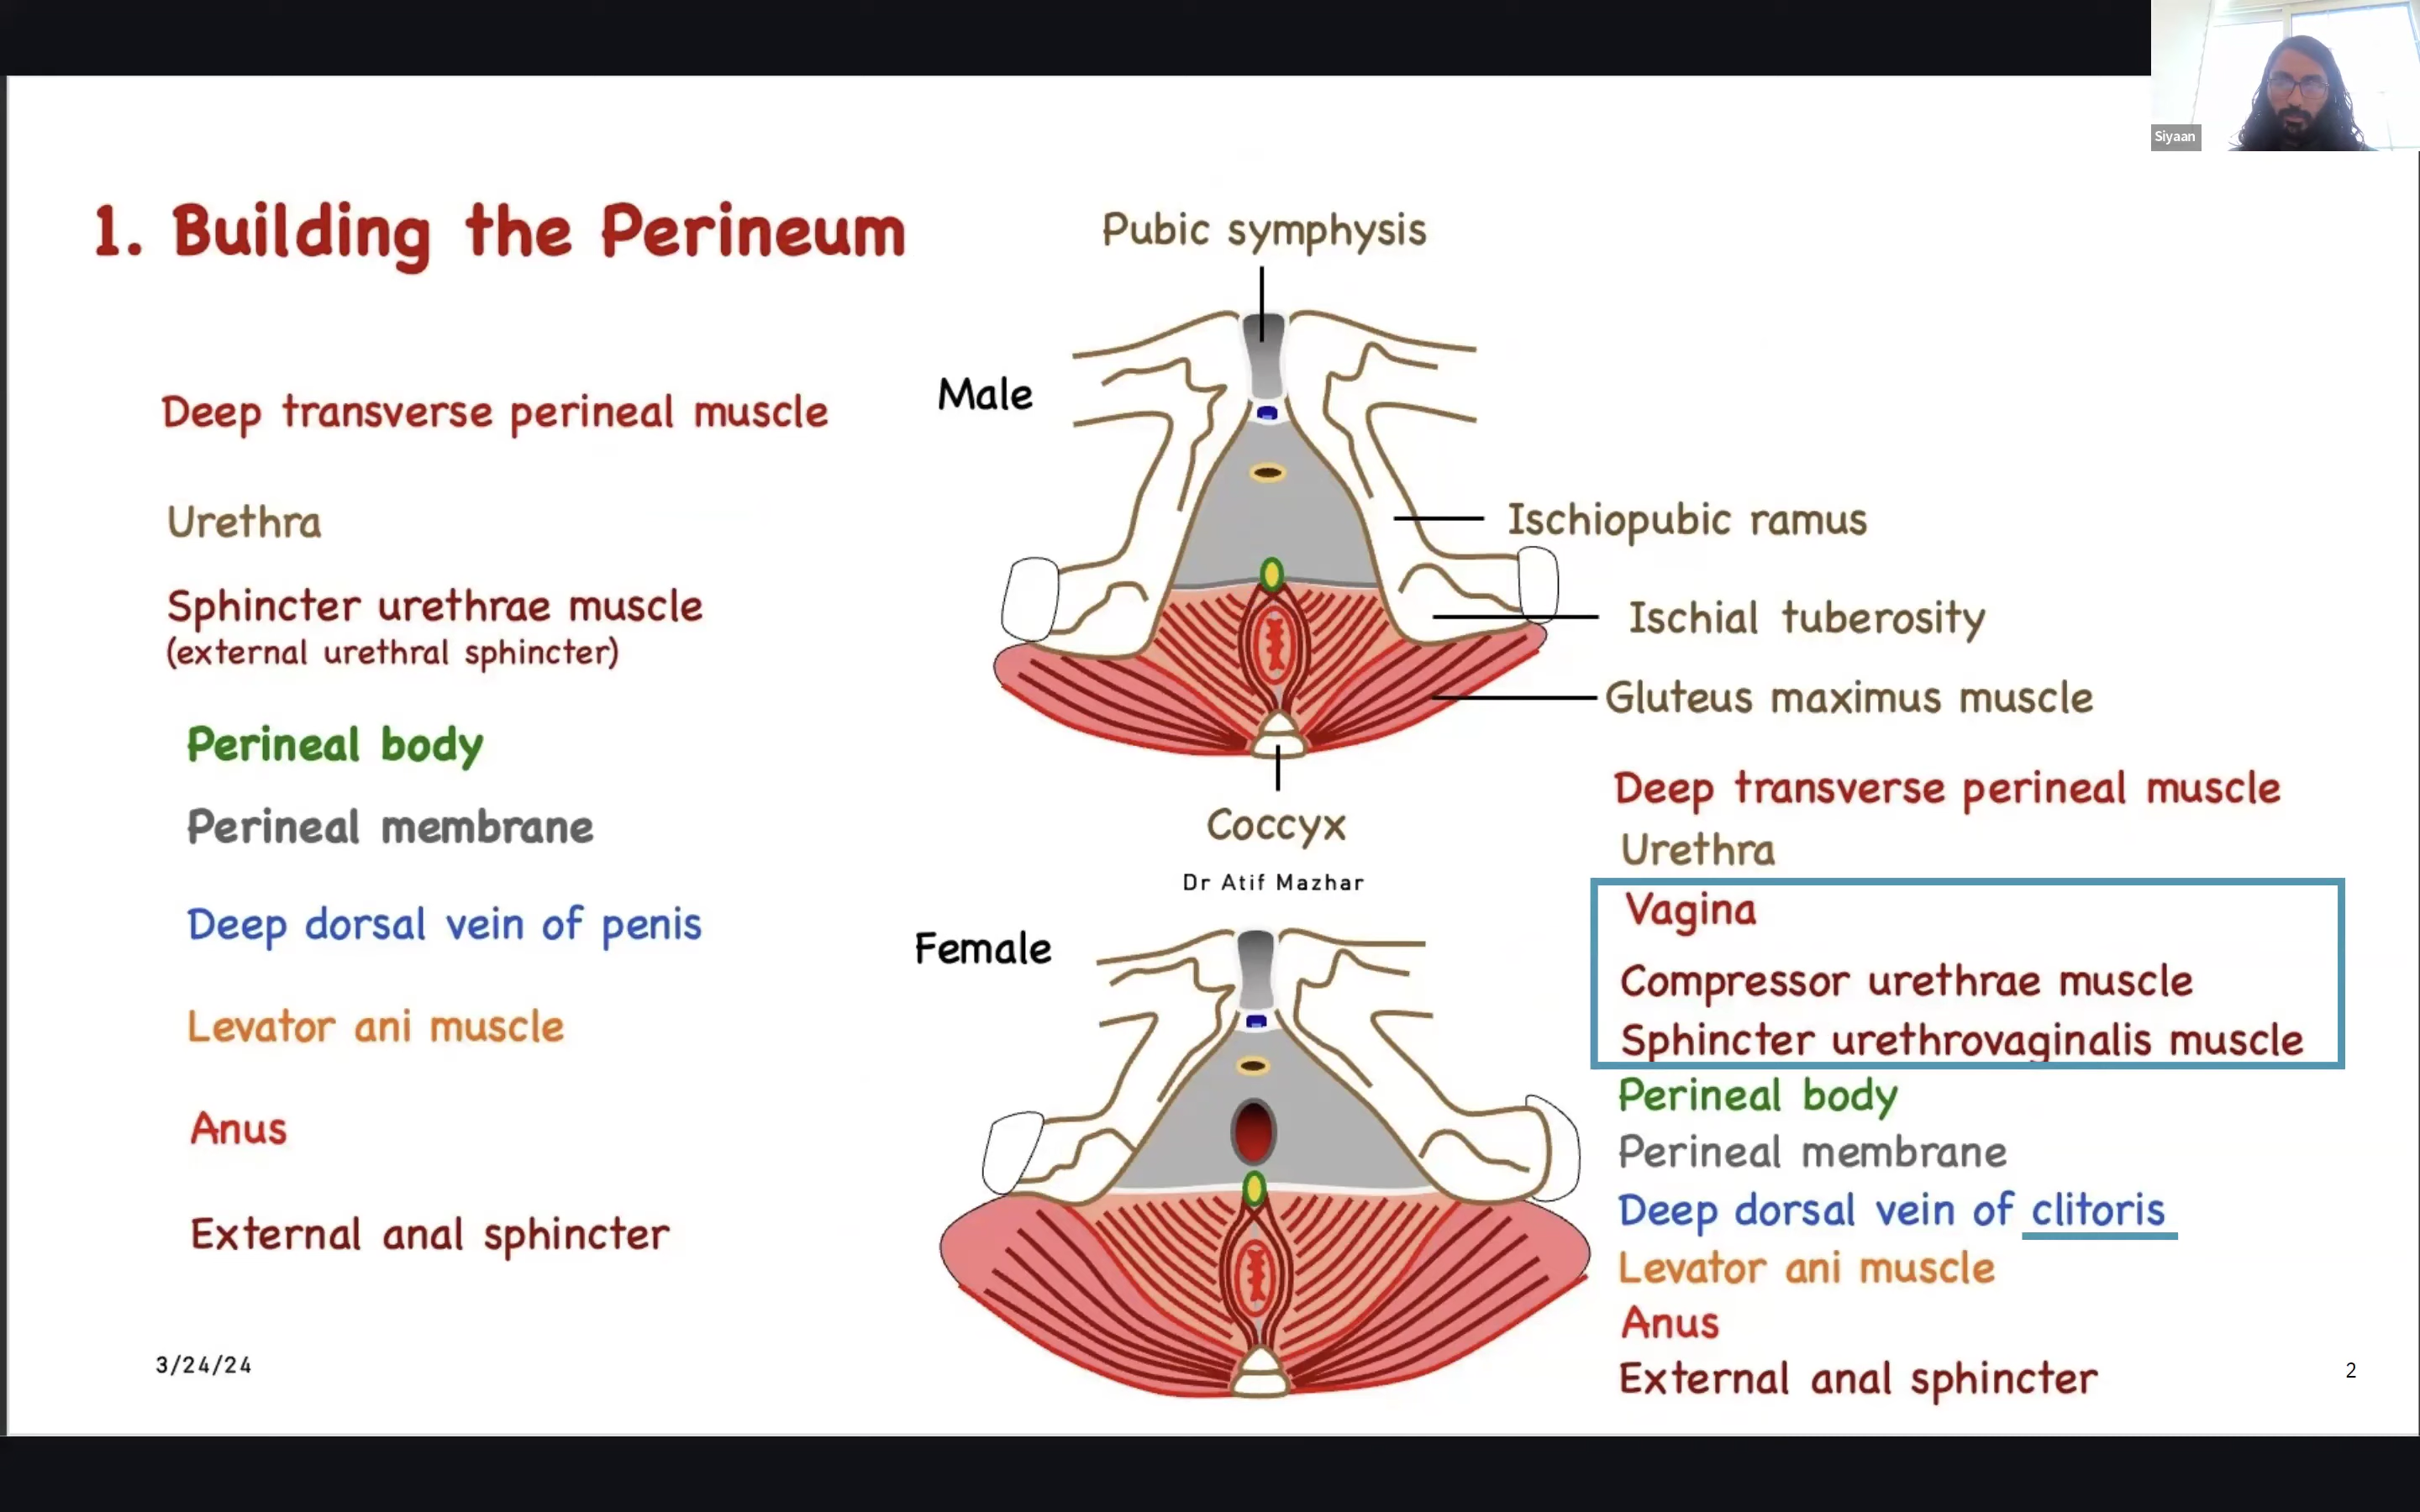 Siyaan
1. Building the Perineum
Deep transverse perineal muscle
Urethra
Sphincter urethrae muscle
(external urethral sphincter)
Perineal body
Perineal membrane
Deep dorsal vein of penis
Levator ani muscle
Anus
External anal sphincter
3/24/24
Pubic symphysis
Male
Ischiopubic ramus
Ischial tuberosity
Gluteus maximus muscle
Coccyx
Dr Atif Mazhar
Female
Deep transverse perineal muscle
Urethra
Vagina
Compressor urethrae muscle
Sphincter urethrovaginalis muscle
Perineal body
Perineal membrane
Deep dorsal vein of clitoris
Levator ani muscle
Anus
External anal sphincter
2